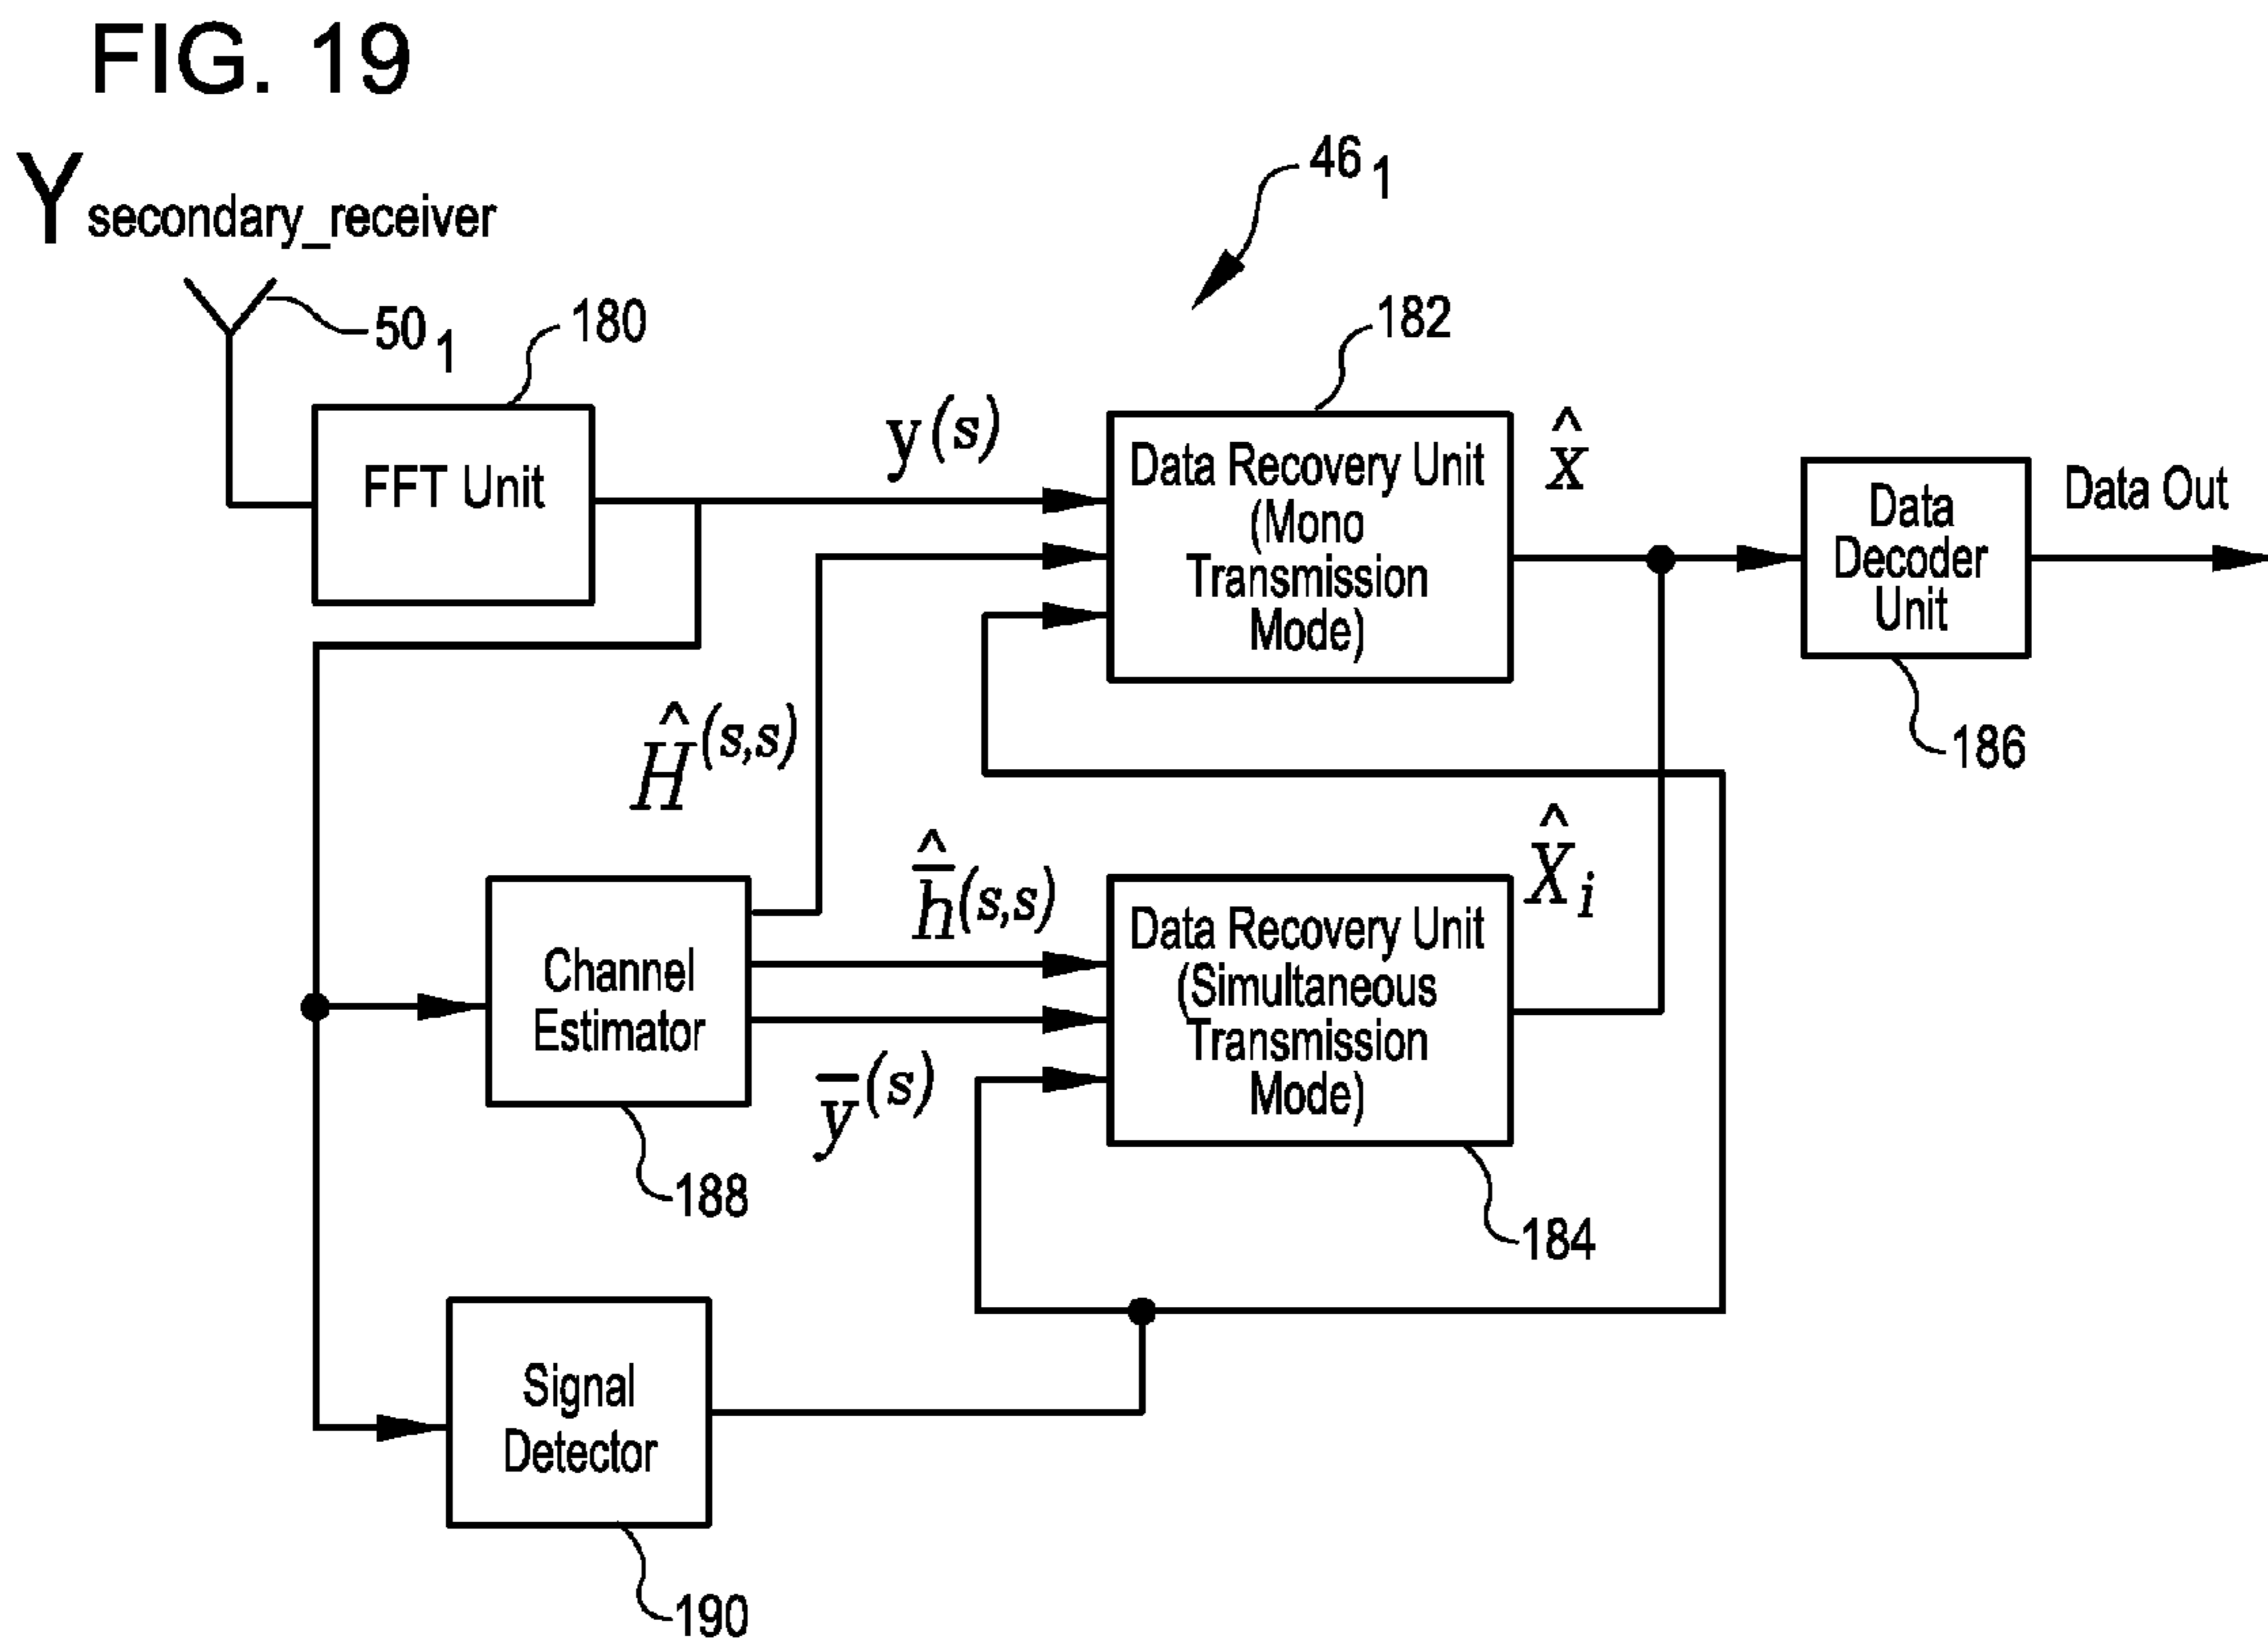 FIG. 19
Y secondary_receiver
46 1
50 1
180
182
FFT Unit
y(s)
Data Recovery Unit
(Mono
Transmission
Mode)
x̂
Data
Decoder
Unit
Data Out
186
Ĥ(s,s)
h̄̂(s,s)
X̂i
Channel
Estimator
Data Recovery Unit
(Simultaneous
Transmission
Mode)
ȳ(s)
188
184
Signal
Detector
190